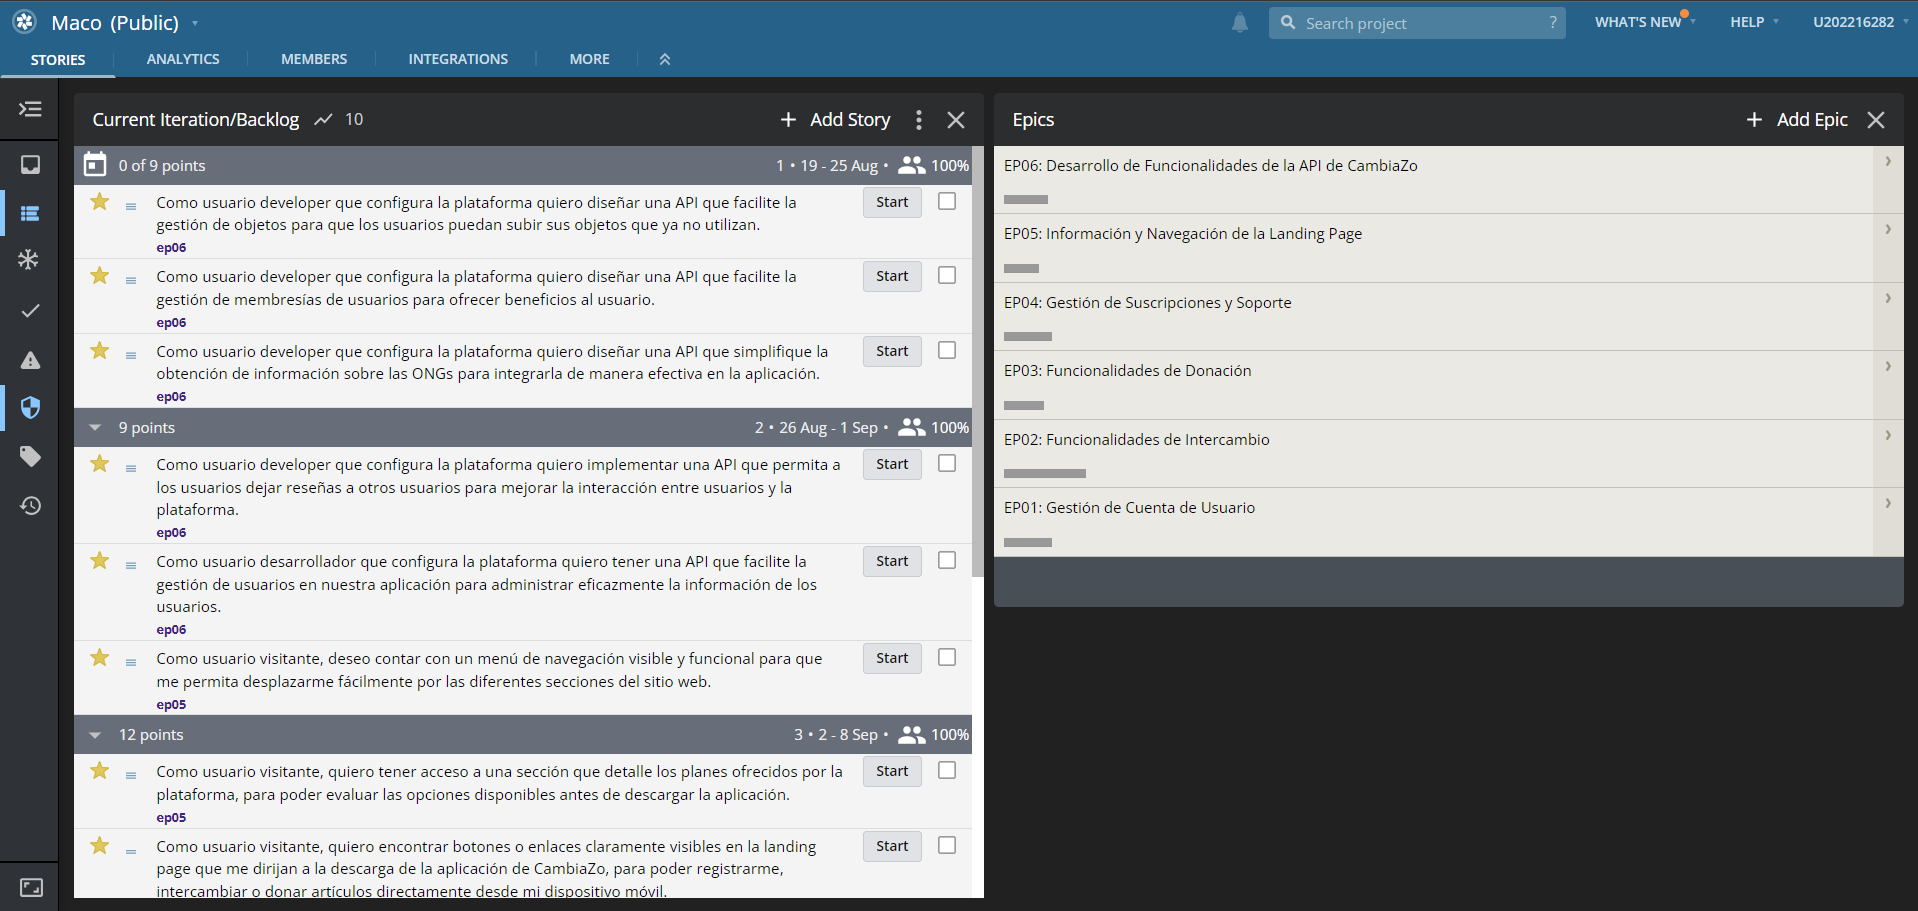 Maco (Public)
Search project ?
WHAT'S NEW
HELP
U202216282
STORIES
ANALYTICS
MEMBERS
INTEGRATIONS
MORE
Current Iteration/Backlog 10
+ Add Story
0 of 9 points
1 • 19 - 25 Aug • 100%
Como usuario developer que configura la plataforma quiero diseñar una API que facilite la
gestión de objetos para que los usuarios puedan subir sus objetos que ya no utilizan.
ep06
Start
Como usuario developer que configura la plataforma quiero diseñar una API que facilite la
gestión de membresías de usuarios para ofrecer beneficios al usuario.
ep06
Start
Como usuario developer que configura la plataforma quiero diseñar una API que simplifique la
obtención de información sobre las ONGs para integrarla de manera efectiva en la aplicación.
ep06
Start
9 points
2 • 26 Aug - 1 Sep • 100%
Como usuario developer que configura la plataforma quiero implementar una API que permita a
los usuarios dejar reseñas a otros usuarios para mejorar la interacción entre usuarios y la
plataforma.
ep06
Start
Como usuario desarrollador que configura la plataforma quiero tener una API que facilite la
gestión de usuarios en nuestra aplicación para administrar eficazmente la información de los
usuarios.
ep06
Start
Como usuario visitante, deseo contar con un menú de navegación visible y funcional para que
me permita desplazarme fácilmente por las diferentes secciones del sitio web.
ep05
Start
12 points
3 • 2 - 8 Sep • 100%
Como usuario visitante, quiero tener acceso a una sección que detalle los planes ofrecidos por la
plataforma, para poder evaluar las opciones disponibles antes de descargar la aplicación.
ep05
Start
Como usuario visitante, quiero encontrar botones o enlaces claramente visibles en la landing
page que me dirijan a la descarga de la aplicación de CambiaZo, para poder registrarme,
intercambiar o donar artículos directamente desde mi dispositivo móvil.
Start
Epics
+ Add Epic
EP06: Desarrollo de Funcionalidades de la API de CambiaZo
EP05: Información y Navegación de la Landing Page
EP04: Gestión de Suscripciones y Soporte
EP03: Funcionalidades de Donación
EP02: Funcionalidades de Intercambio
EP01: Gestión de Cuenta de Usuario